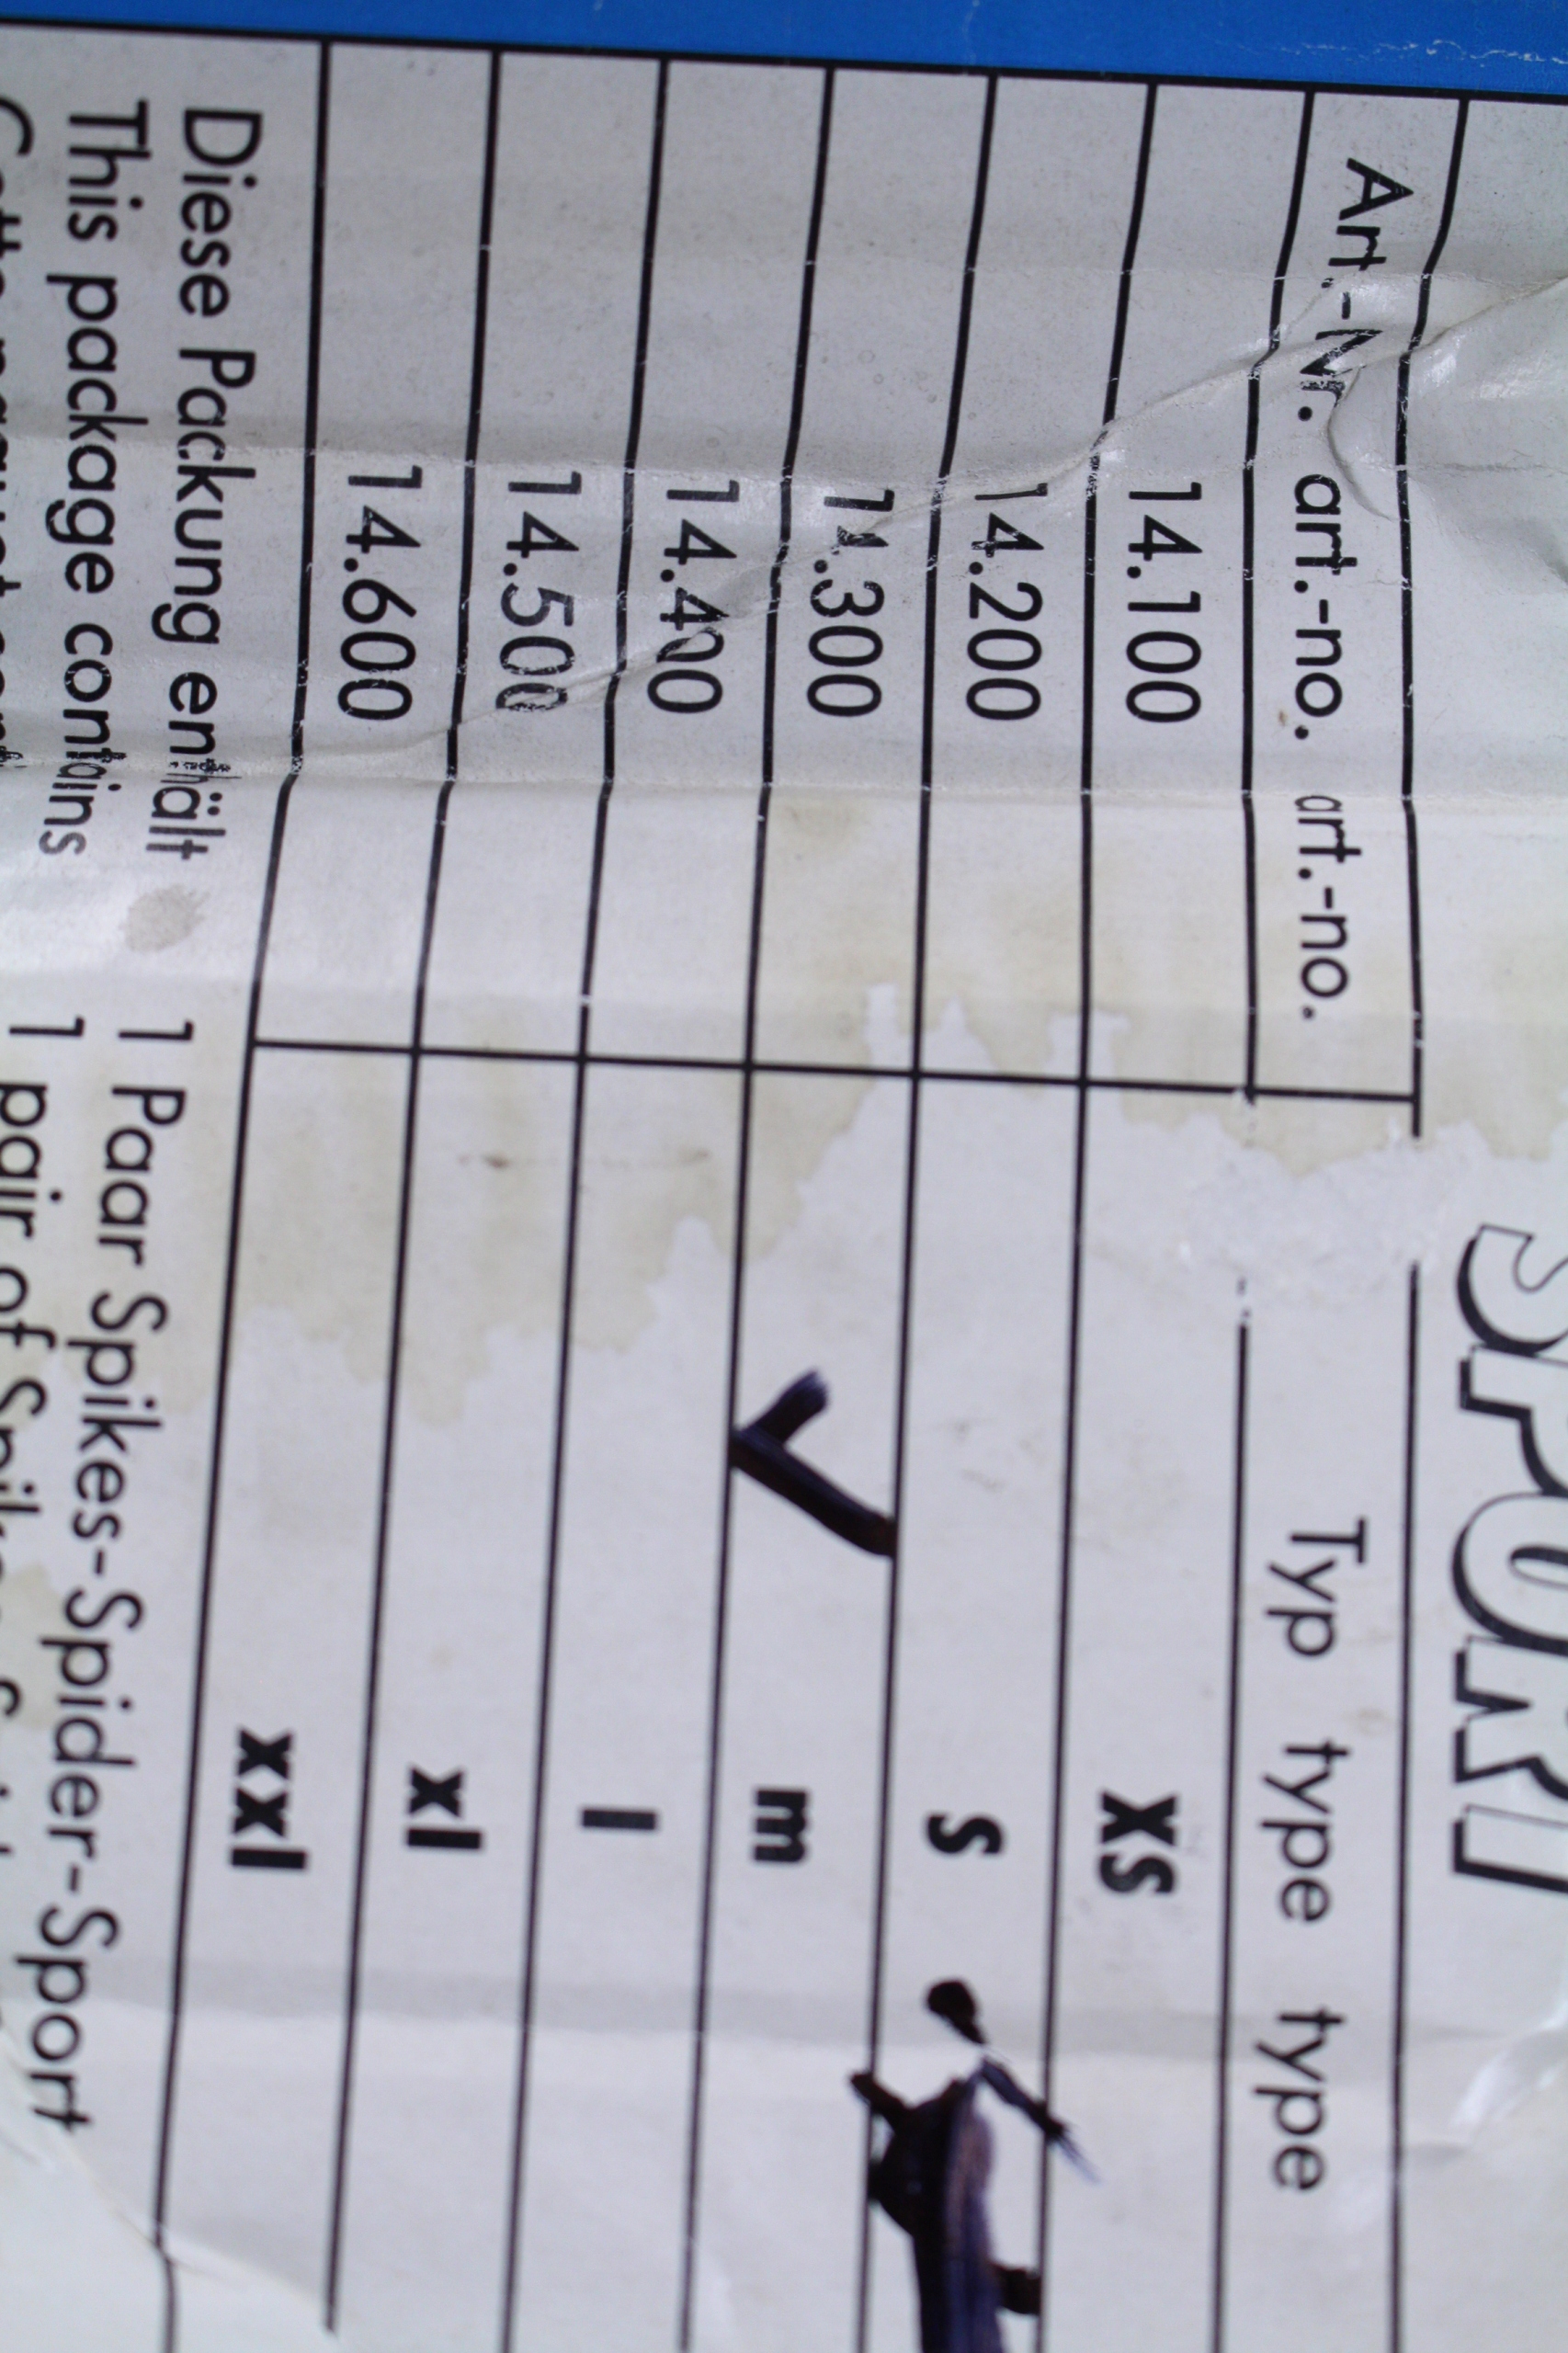 SPORT
Art.-Nr. art.-no. art.-no. Typ type type
14.100 xs
14.200 s
14.300 m
14.400 l
14.500 xl
14.600 xxl
Diese Packung enthält 1 Paar Spikes-Spider-Sport
This package contains 1 pair of